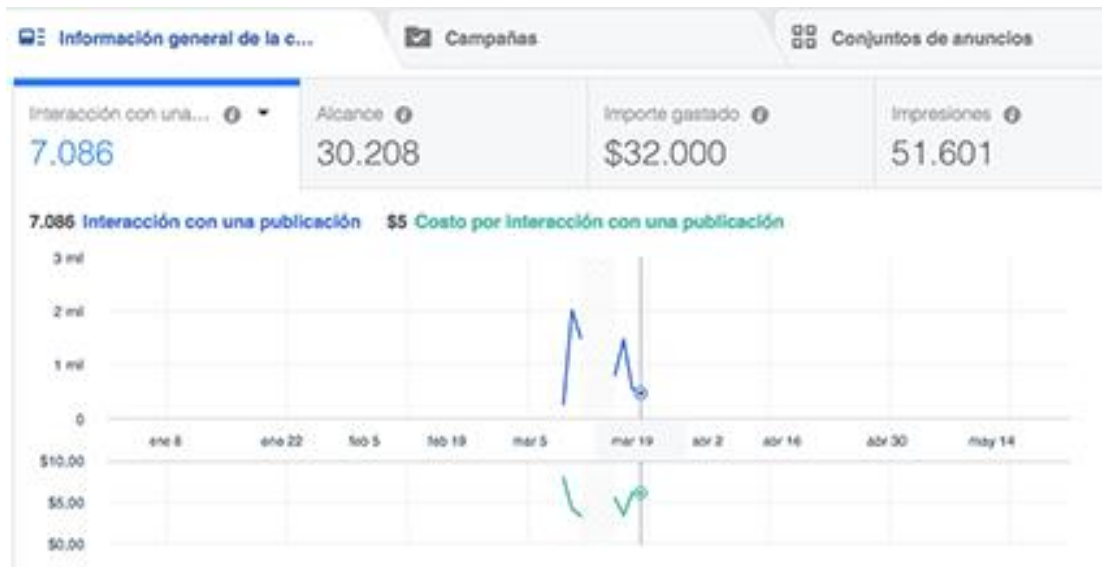 Información general de la c...
Campañas
Conjuntos de anuncios
Interacción con una...
7.086
Alcance
30.208
Importe gastado
$32.000
Impresiones
51.601
7.086 Interacción con una publicación $5 Costo por interacción con una publicación
3 mil
2 mil
1 mil
0
ene 8 ene 22 feb 5 feb 19 mar 5 mar 19 abr 2 abr 16 abr 30 may 14
$10,00
$5,00
$0,00